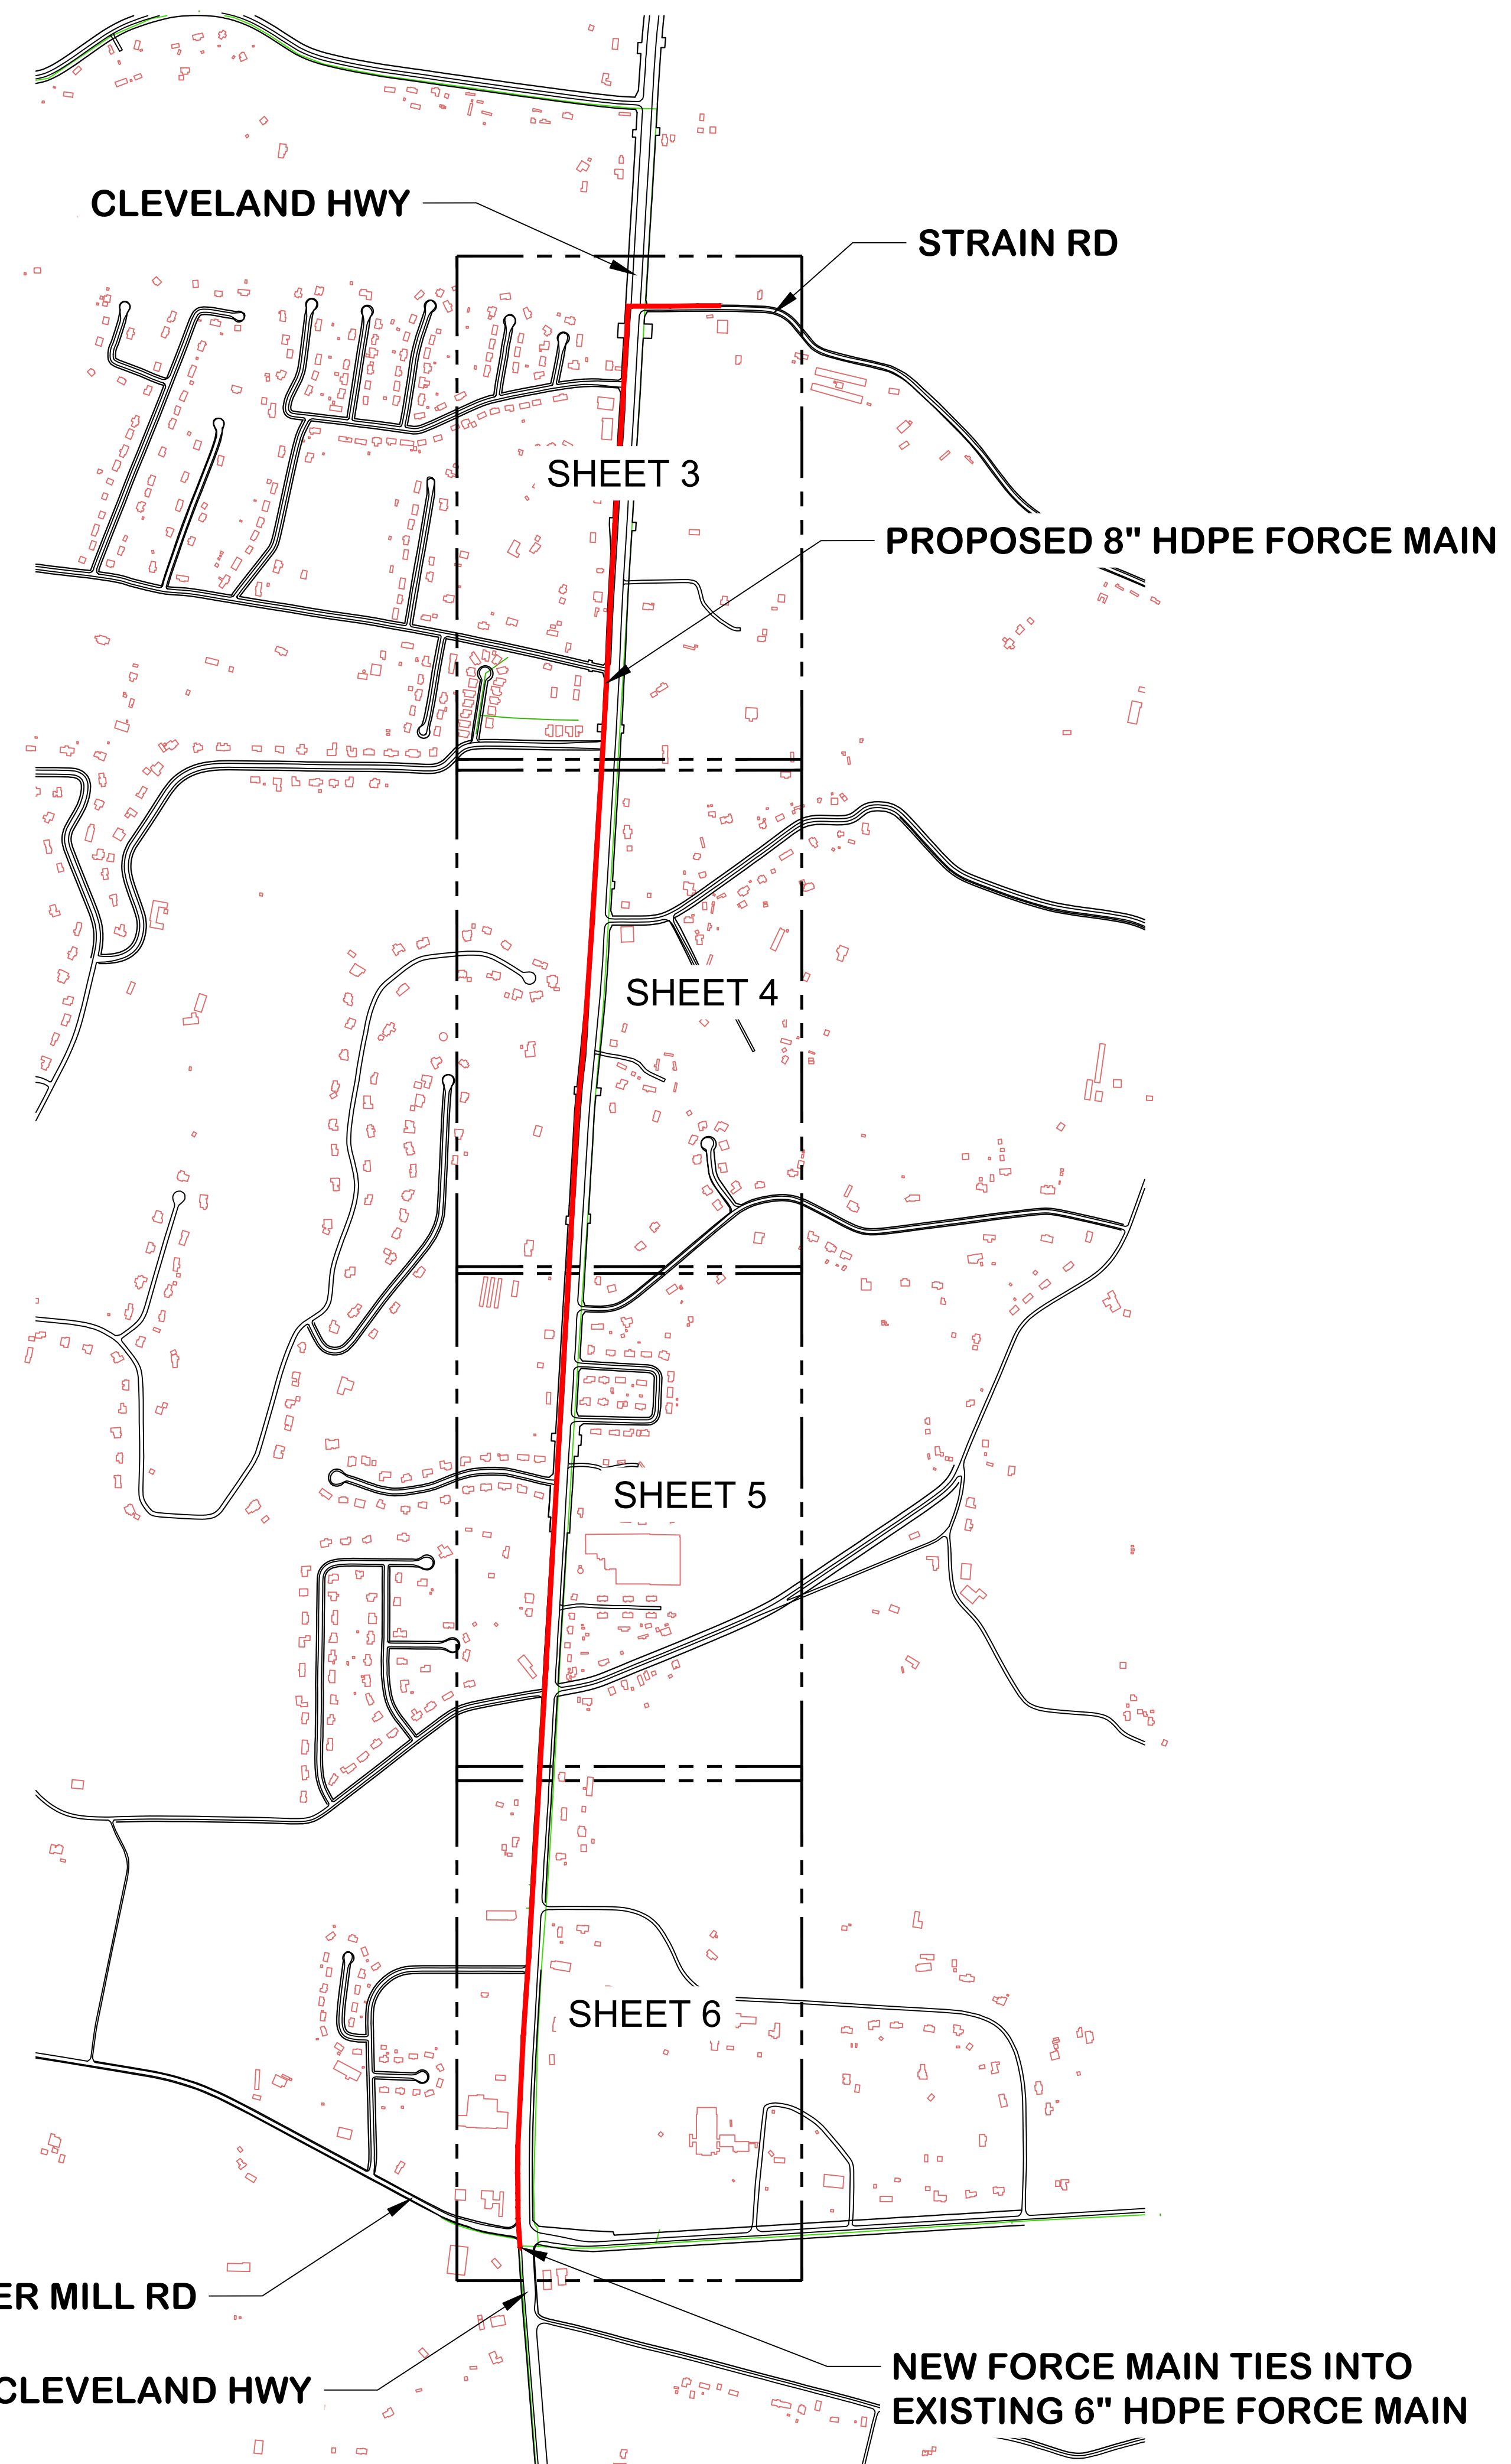 CLEVELAND HWY
STRAIN RD
SHEET 3
PROPOSED 8" HDPE FORCE MAIN
SHEET 4
SHEET 5
SHEET 6
MILL RD
CLEVELAND HWY
NEW FORCE MAIN TIES INTO
EXISTING 6" HDPE FORCE MAIN